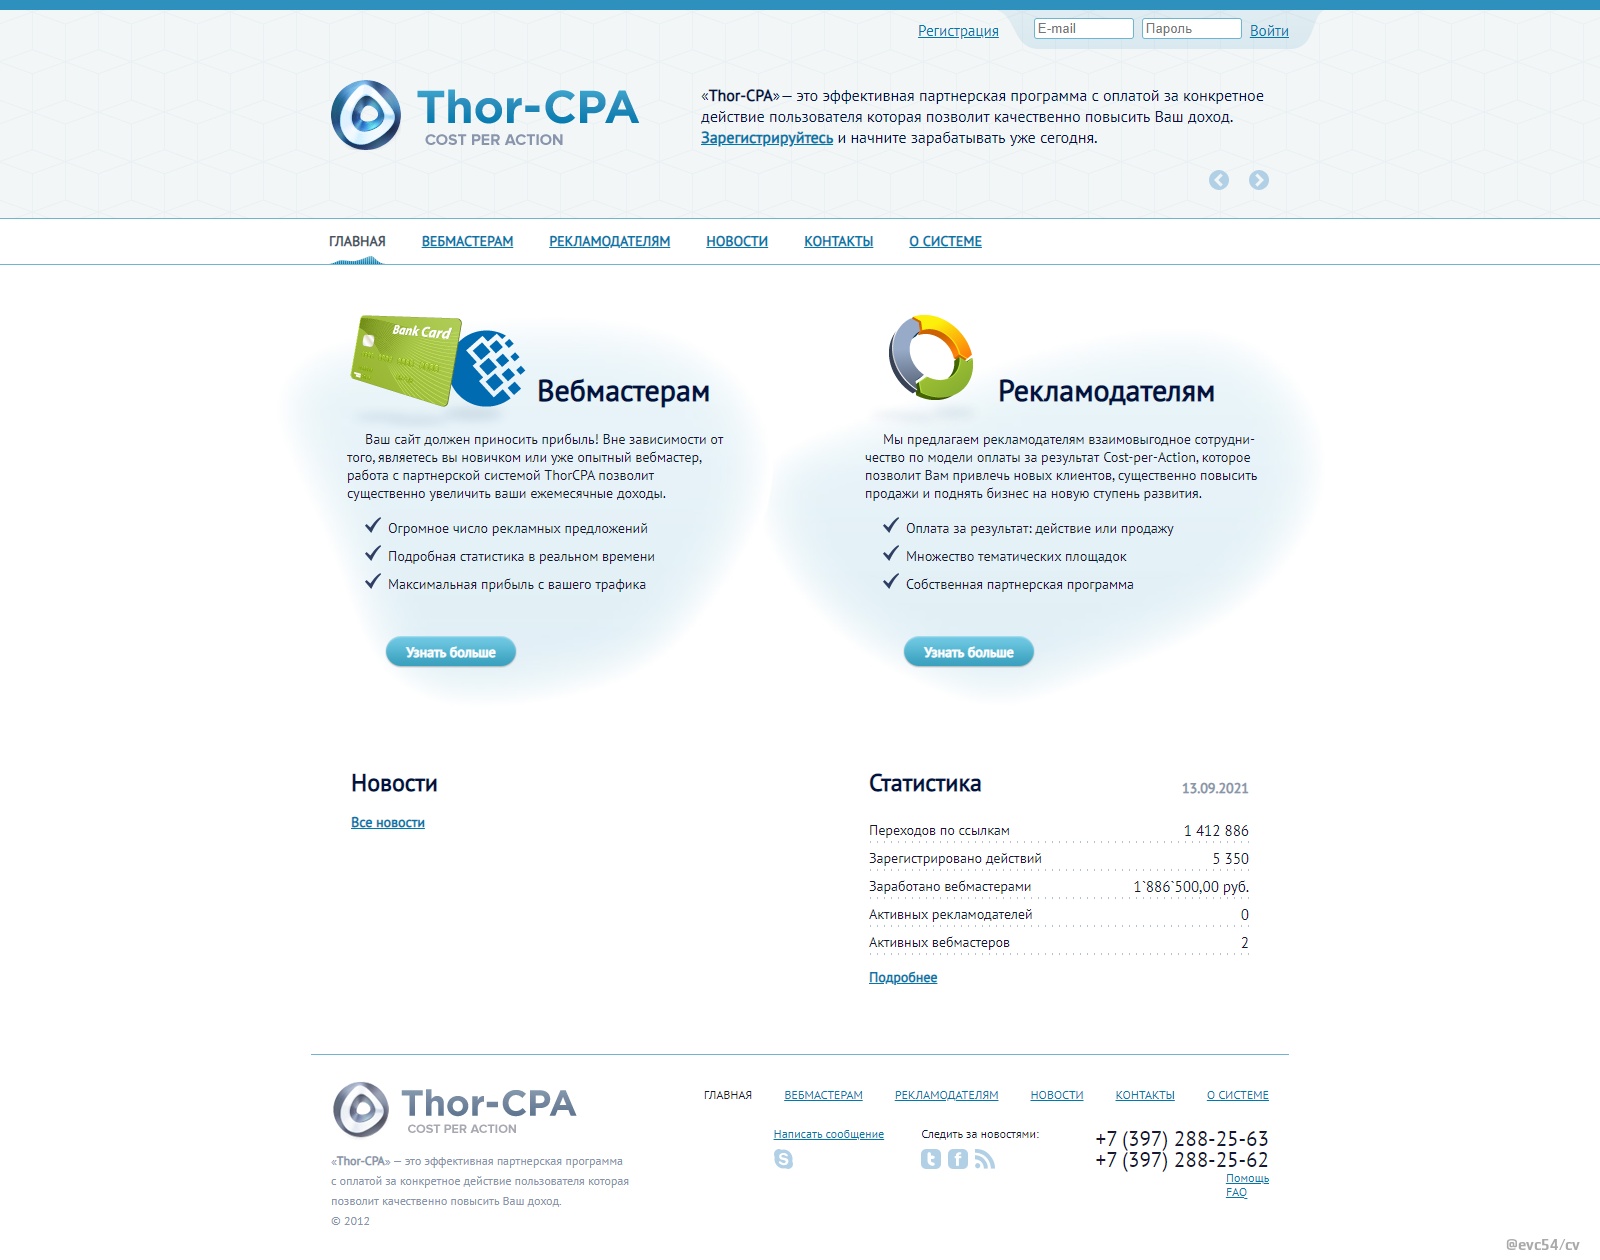 Регистрация E-mail Пароль Войти
Thor-CPA
COST PER ACTION
«Thor-CPA»— это эффективная партнерская программа с оплатой за конкретное
действие пользователя которая позволит качественно повысить Ваш доход.
Зарегистрируйтесь и начните зарабатывать уже сегодня.
ГЛАВНАЯ ВЕБМАСТЕРАМ РЕКЛАМОДАТЕЛЯМ НОВОСТИ КОНТАКТЫ О СИСТЕМЕ
Bank Card
Вебмастерам
Ваш сайт должен приносить прибыль! Вне зависимости от
того, являетесь вы новичком или уже опытный вебмастер,
работа с партнерской системой ThorCPA позволит
существенно увеличить ваши ежемесячные доходы.
Огромное число рекламных предложений
Подробная статистика в реальном времени
Максимальная прибыль с вашего трафика
Узнать больше
Рекламодателям
Мы предлагаем рекламодателям взаимовыгодное сотрудни-
чество по модели оплаты за результат Cost-per-Action, которое
позволит Вам привлечь новых клиентов, существенно повысить
продажи и поднять бизнес на новую ступень развития.
Оплата за результат: действие или продажу
Множество тематических площадок
Собственная партнерская программа
Узнать больше
Новости
Все новости
Статистика 13.09.2021
Переходов по ссылкам 1 412 886
Зарегистрировано действий 5 350
Заработано вебмастерами 1`886`500,00 руб.
Активных рекламодателей 0
Активных вебмастеров 2
Подробнее
Thor-CPA
COST PER ACTION
«Thor-CPA» — это эффективная партнерская программа
с оплатой за конкретное действие пользователя которая
позволит качественно повысить Ваш доход.
© 2012
ГЛАВНАЯ ВЕБМАСТЕРАМ РЕКЛАМОДАТЕЛЯМ НОВОСТИ КОНТАКТЫ О СИСТЕМЕ
Написать сообщение
Следить за новостями:
+7 (397) 288-25-63
+7 (397) 288-25-62
Помощь
FAQ
@evc54/cv